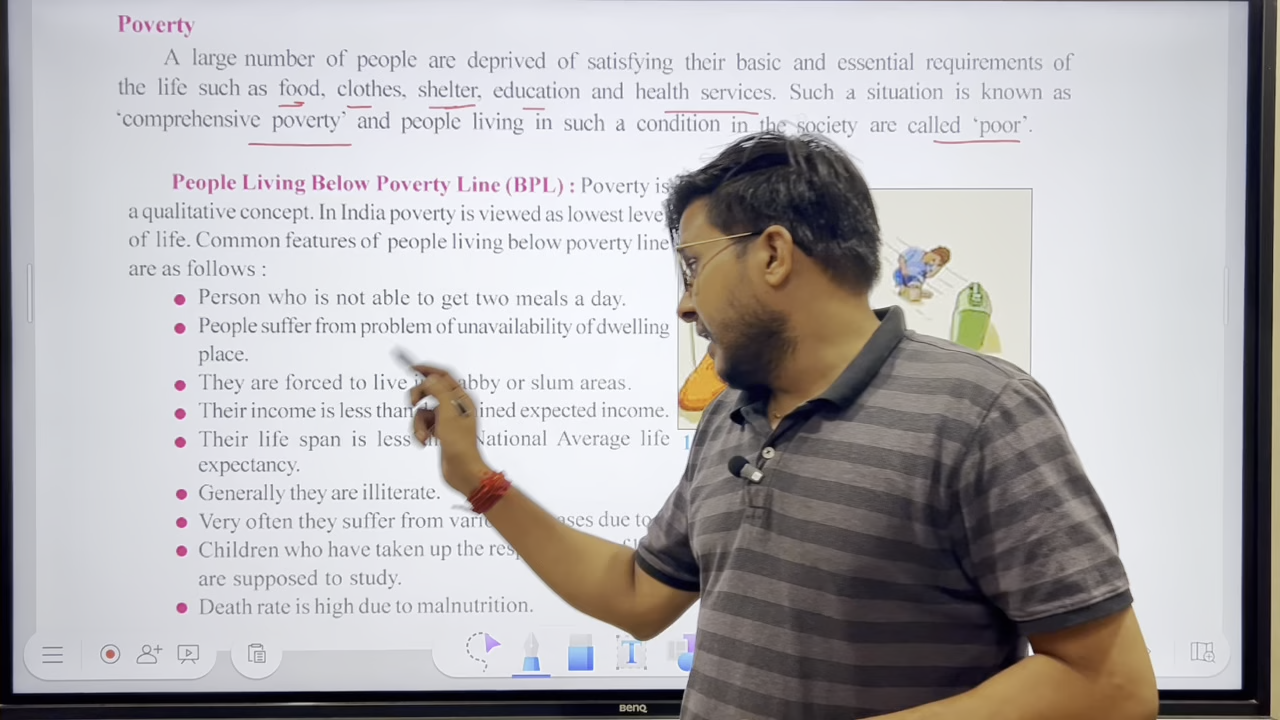 Poverty
A large number of people are deprived of satisfying their basic and essential requirements of
the life such as food, clothes, shelter, education and health services. Such a situation is known as
‘comprehensive poverty’ and people living in such a condition in the society are called ‘poor’.
People Living Below Poverty Line (BPL) : Poverty is
a qualitative concept. In India poverty is viewed as lowest
of life. Common features of people living below poverty line
are as follows :
Person who is not able to get two meals a day.
People suffer from problem of unavailability of dwelling
place.
They are forced to live or slum areas.
Their income is less than expected income.
Their life span is less National Average life
expectancy.
Generally they are illiterate.
Very often they suffer from due to
Children who have taken up the
are supposed to study.
Death rate is high due to malnutrition.
T
BENQ